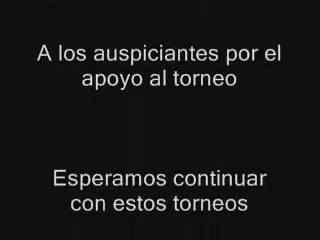 A los auspiciantes por el
apoyo al torneo
Esperamos continuar
con estos torneos